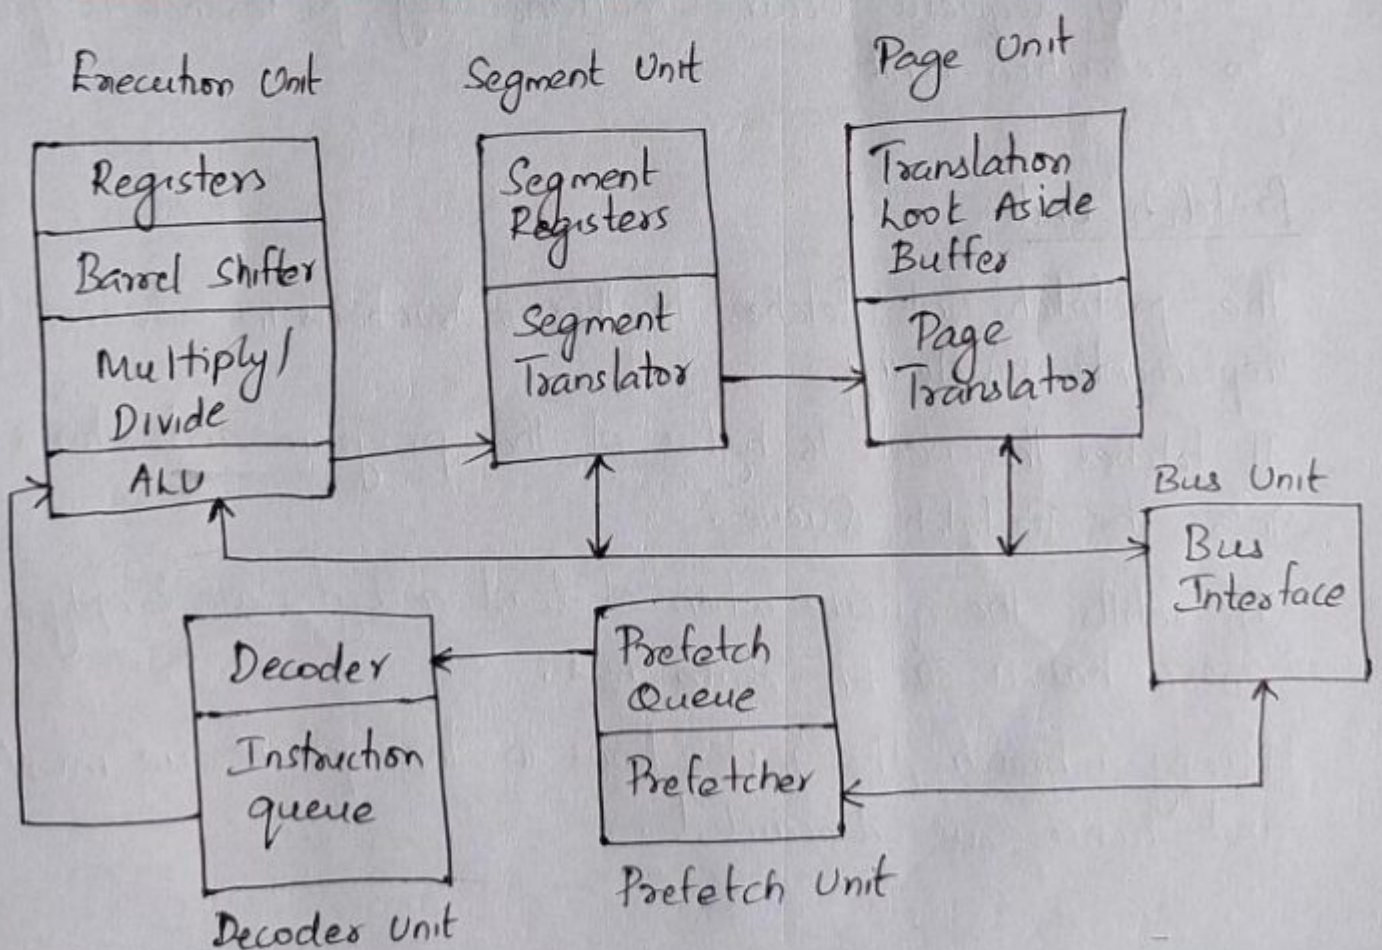 Execution Unit
Registers
Barrel Shifter
Multiply/
Divide
ALU
Segment Unit
Segment
Registers
Segment
Translator
Page Unit
Translation
Look Aside
Buffer
Page
Translator
Bus Unit
Bus
Interface
Decoder
Instruction
queue
Decoder Unit
Prefetch
Queue
Prefetcher
Prefetch Unit